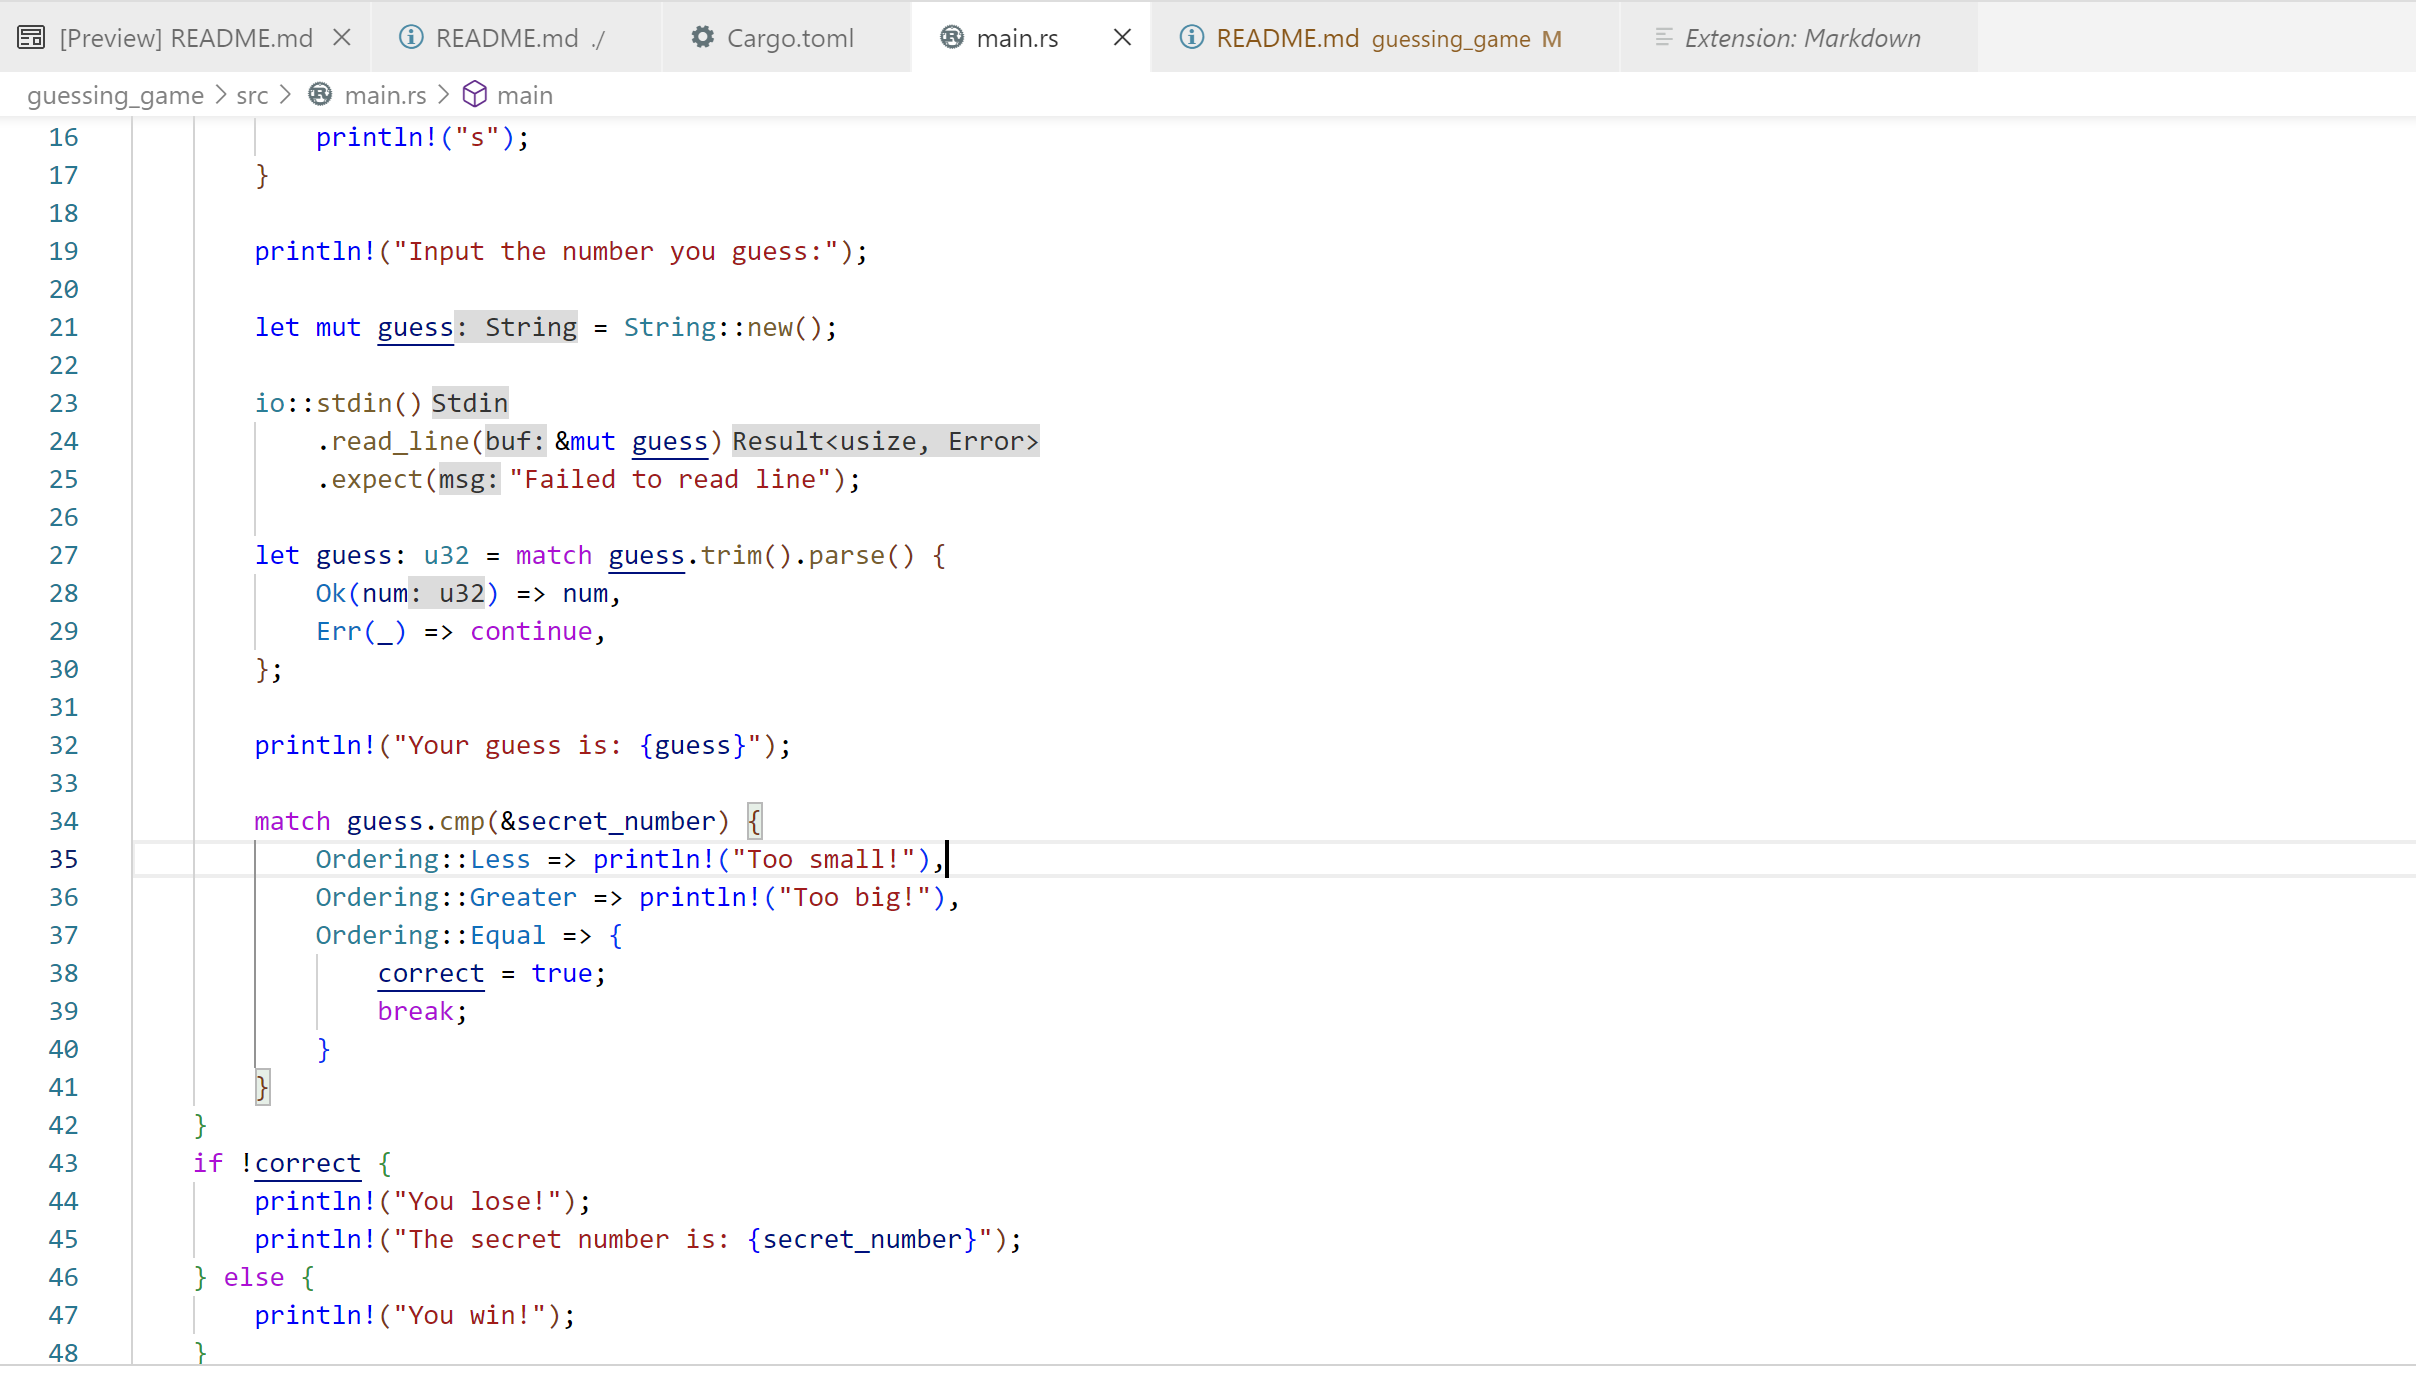 [Preview] README.md README.md ./ Cargo.toml main.rs README.md guessing_game M Extension: Markdown
guessing_game > src > main.rs > main
16 println!("s");
17 }
18
19 println!("Input the number you guess:");
20
21 let mut guess: String = String::new();
22
23 io::stdin() Stdin
24 .read_line(buf: &mut guess) Result<usize, Error>
25 .expect(msg: "Failed to read line");
26
27 let guess: u32 = match guess.trim().parse() {
28 Ok(num: u32) => num,
29 Err(_) => continue,
30 };
31
32 println!("Your guess is: {guess}");
33
34 match guess.cmp(&secret_number) {
35 Ordering::Less => println!("Too small!"),
36 Ordering::Greater => println!("Too big!"),
37 Ordering::Equal => {
38 correct = true;
39 break;
40 }
41 }
42 }
43 if !correct {
44 println!("You lose!");
45 println!("The secret number is: {secret_number}");
46 } else {
47 println!("You win!");
48 }